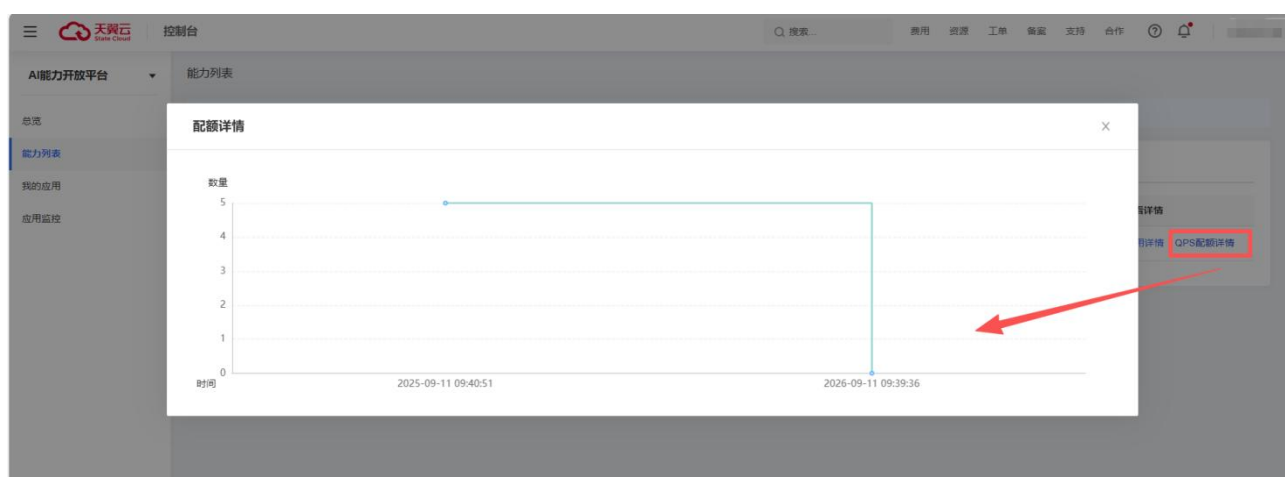 天翼云
State Cloud
控制台
搜索...
费用
资源
工单
备案
支持
合作
AI能力开放平台
能力列表
总览
能力列表
我的应用
应用监控
配额详情
数量
5
4
3
2
1
0
时间
2025-09-11 09:40:51
2026-09-11 09:39:36
详情
用详情
QPS配额详情